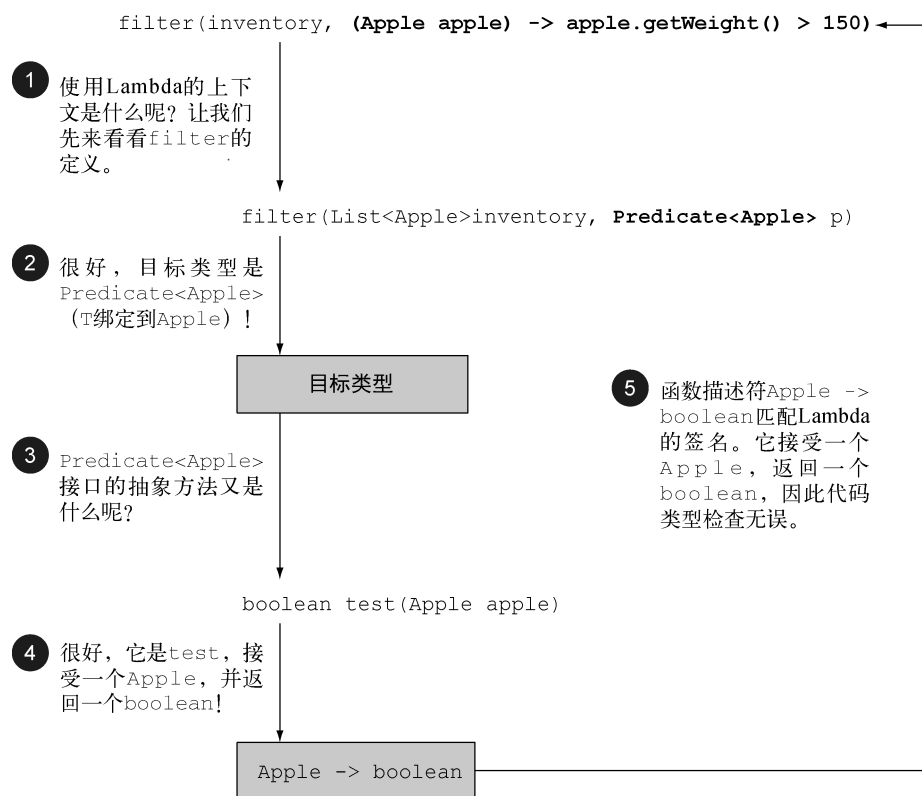 filter(inventory, (Apple apple) -> apple.getWeight() > 150)
1
使用Lambda的上下
文是什么呢？让我们
先来看看filter的
定义。
filter(List<Apple>inventory, Predicate<Apple> p)
2
很好，目标类型是
Predicate<Apple>
（T绑定到Apple）！
目标类型
3
Predicate<Apple>
接口的抽象方法又是
什么呢？
5
函数描述符Apple ->
boolean匹配Lambda
的签名。它接受一个
Apple，返回一个
boolean，因此代码
类型检查无误。
boolean test(Apple apple)
4
很好，它是test，接
受一个Apple，并返
回一个boolean！
Apple -> boolean